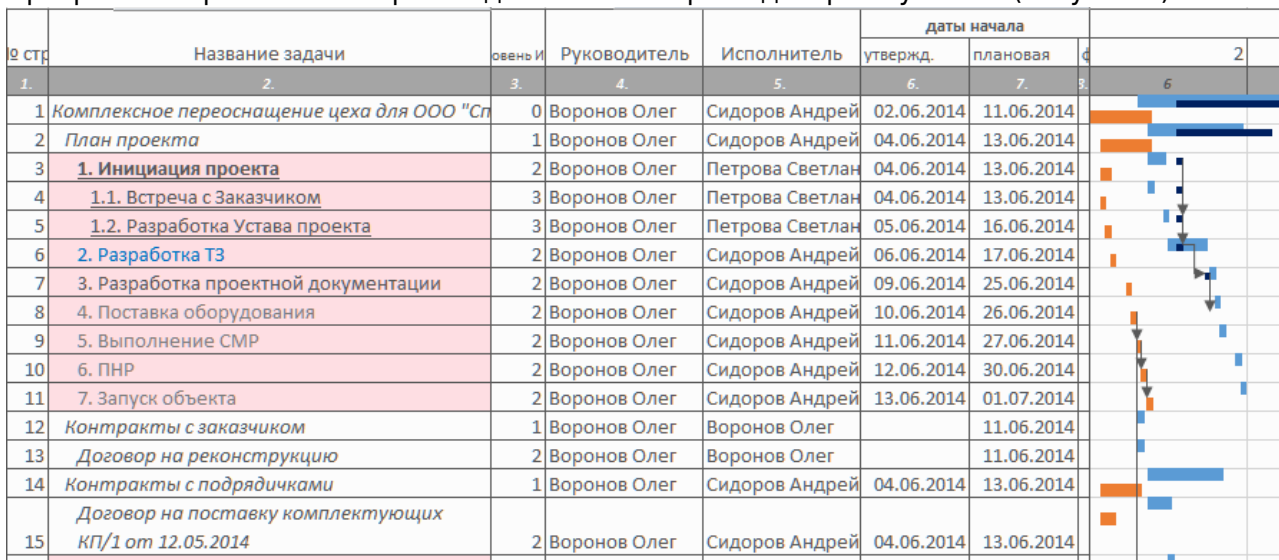 даты начала
№ стр Название задачи овень И Руководитель Исполнитель утвержд. плановая ф 2
1. 2. 3. 4. 5. 6. 7. 8. 6
1 Комплексное переоснащение цеха для ООО "Сп 0 Воронов Олег Сидоров Андрей 02.06.2014 11.06.2014
2 План проекта 1 Воронов Олег Сидоров Андрей 04.06.2014 13.06.2014
3 1. Инициация проекта 2 Воронов Олег Петрова Светлан 04.06.2014 13.06.2014
4 1.1. Встреча с Заказчиком 3 Воронов Олег Петрова Светлан 04.06.2014 13.06.2014
5 1.2. Разработка Устава проекта 3 Воронов Олег Петрова Светлан 05.06.2014 16.06.2014
6 2. Разработка ТЗ 2 Воронов Олег Сидоров Андрей 06.06.2014 17.06.2014
7 3. Разработка проектной документации 2 Воронов Олег Сидоров Андрей 09.06.2014 25.06.2014
8 4. Поставка оборудования 2 Воронов Олег Сидоров Андрей 10.06.2014 26.06.2014
9 5. Выполнение СМР 2 Воронов Олег Сидоров Андрей 11.06.2014 27.06.2014
10 6. ПНР 2 Воронов Олег Сидоров Андрей 12.06.2014 30.06.2014
11 7. Запуск объекта 2 Воронов Олег Сидоров Андрей 13.06.2014 01.07.2014
12 Контракты с заказчиком 1 Воронов Олег Воронов Олег 11.06.2014
13 Договор на реконструкцию 2 Воронов Олег Воронов Олег 11.06.2014
14 Контракты с подрядичками 1 Воронов Олег Сидоров Андрей 04.06.2014 13.06.2014
Договор на поставку комплектующих
15 КП/1 от 12.05.2014 2 Воронов Олег Сидоров Андрей 04.06.2014 13.06.2014